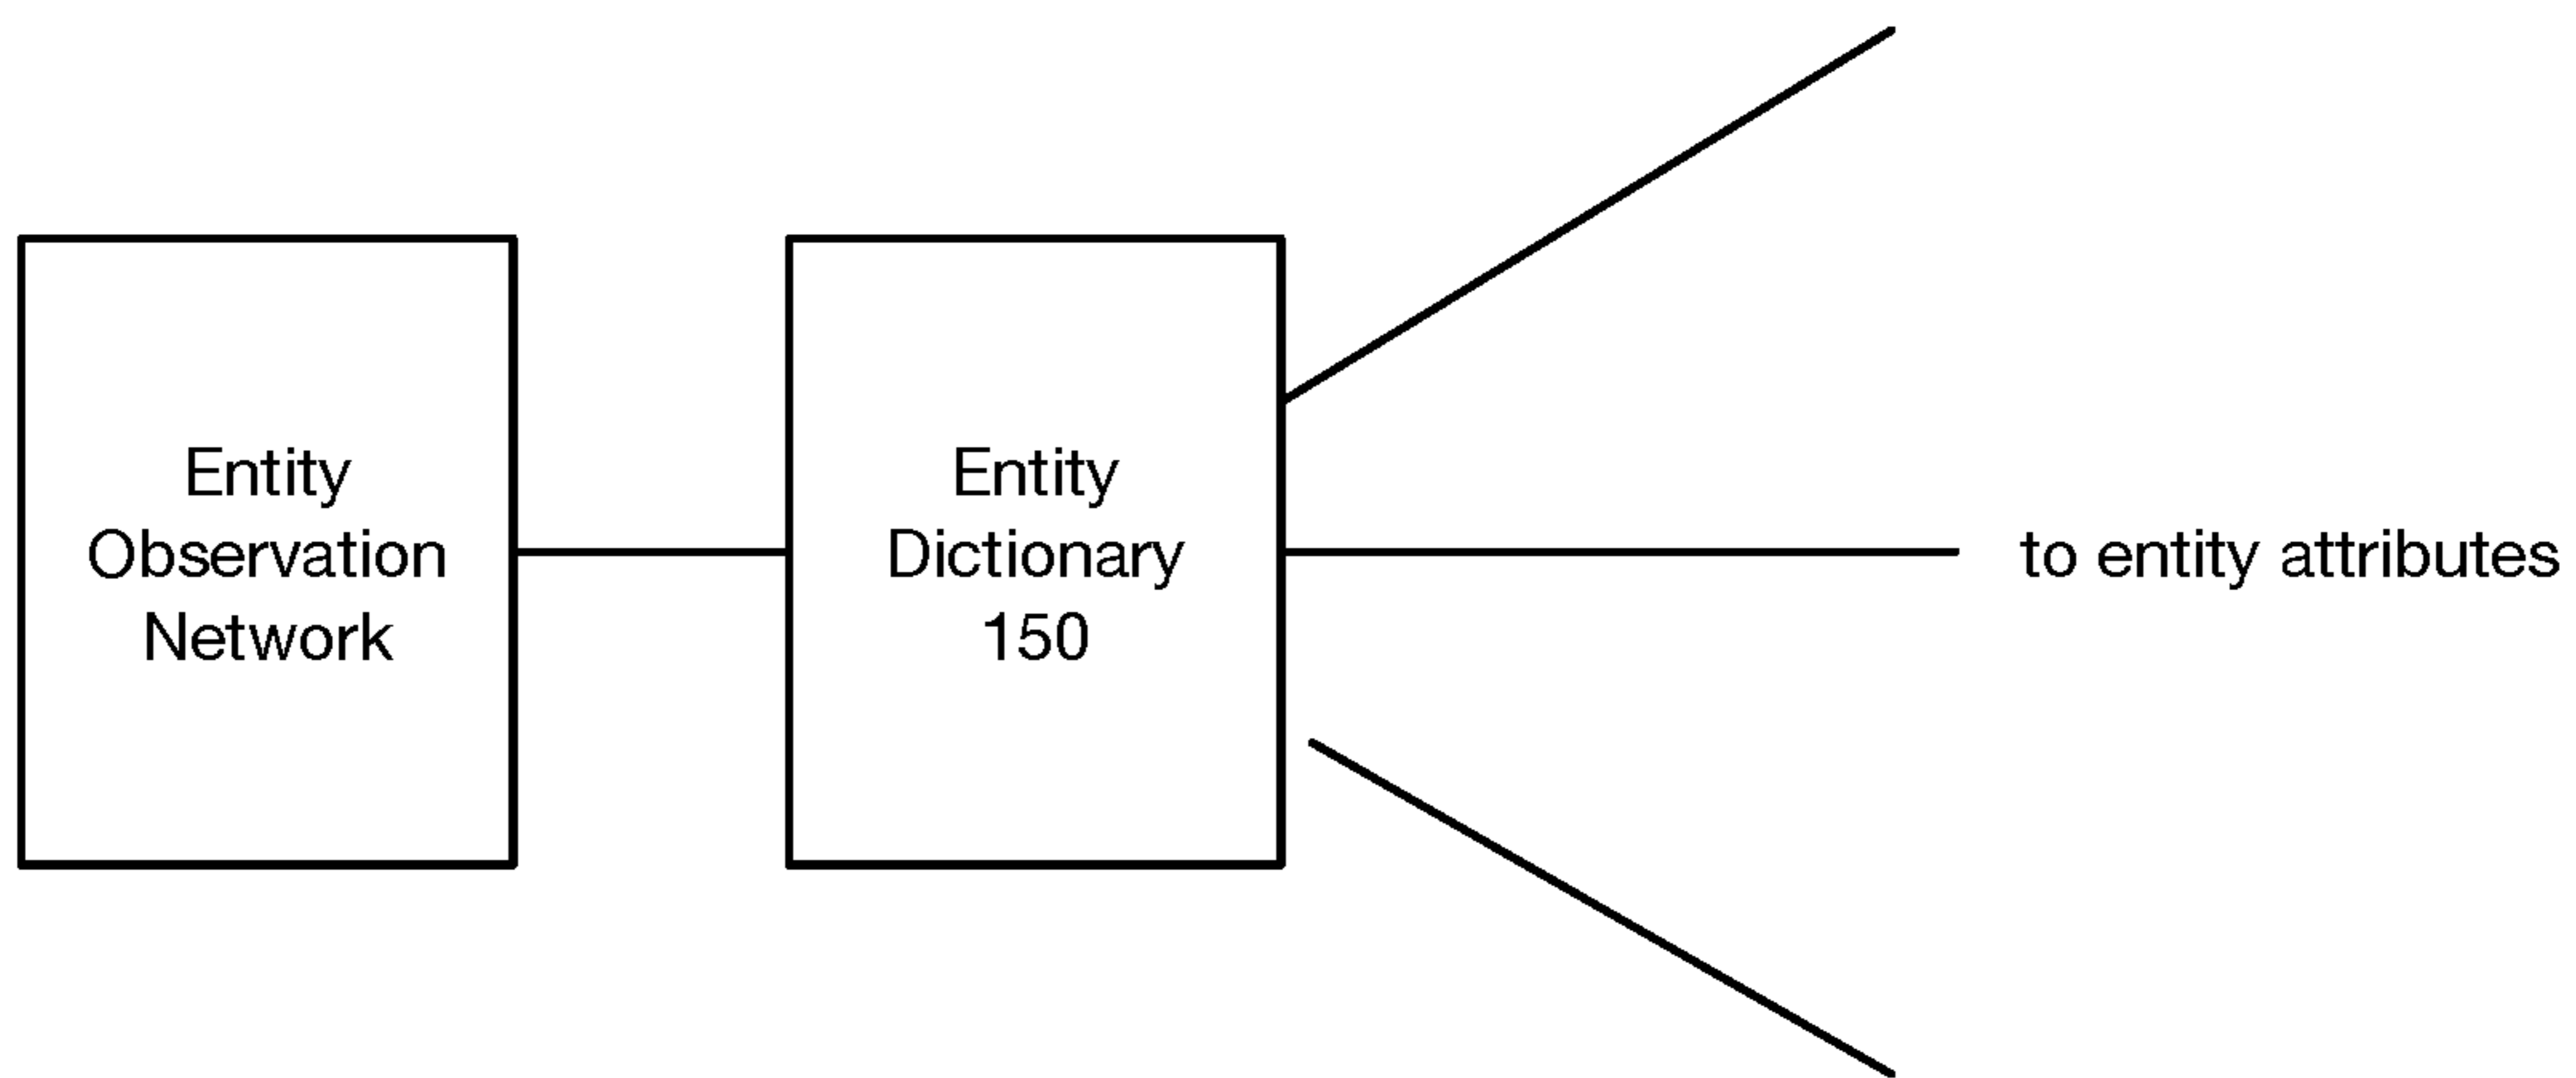 Entity
Observation
Network
Entity
Dictionary
150
to entity attributes